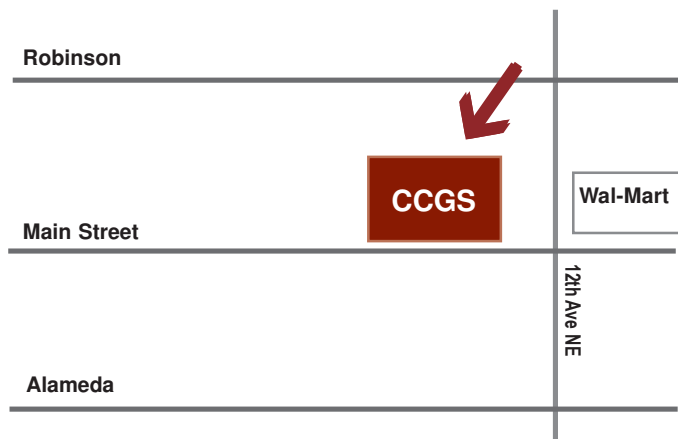 Robinson
CCGS
Wal-Mart
Main Street
12th Ave NE
Alameda